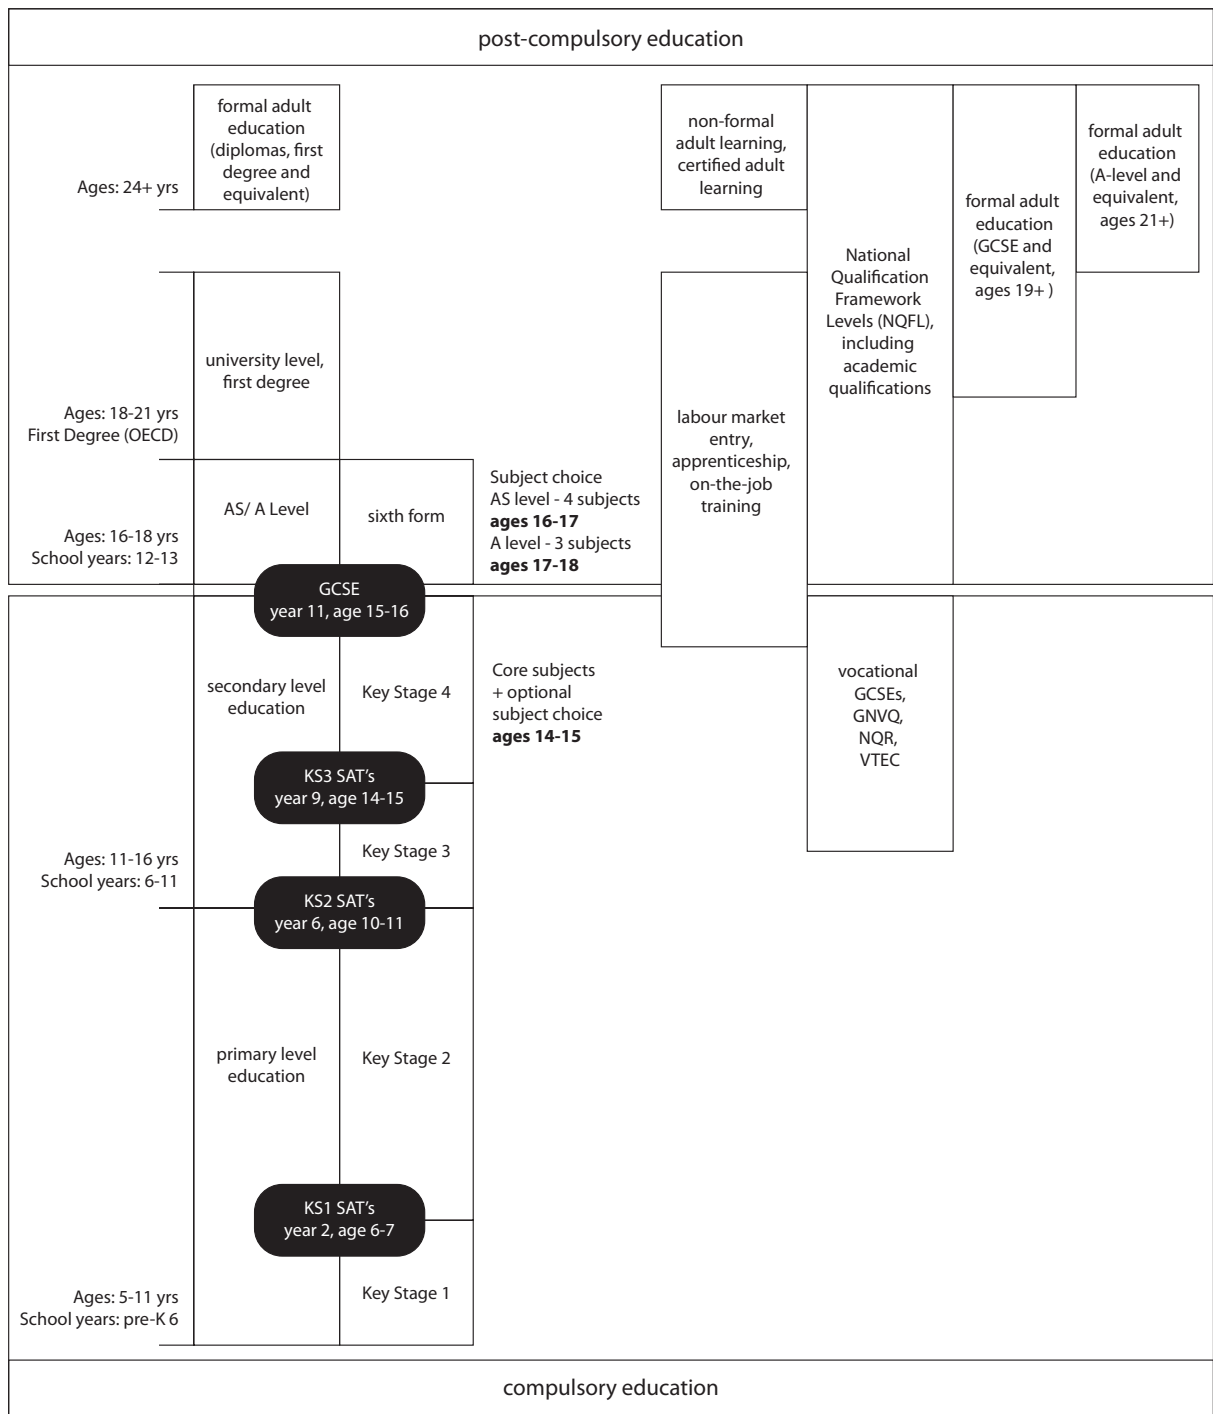 post-compulsory education
formal adult
education
(diplomas, first
degree and
equivalent)
Ages: 24+ yrs
non-formal
adult learning,
certified adult
learning
National
Qualification
Framework
Levels (NQFL),
including
academic
qualifications
formal adult
education
(GCSE and
equivalent,
ages 19+ )
formal adult
education
(A-level and
equivalent,
ages 21+)
university level,
first degree
Ages: 18-21 yrs
First Degree (OECD)
labour market
entry,
apprenticeship,
on-the-job
training
AS/ A Level
sixth form
Subject choice
AS level - 4 subjects
ages 16-17
A level - 3 subjects
ages 17-18
Ages: 16-18 yrs
School years: 12-13
GCSE
year 11, age 15-16
secondary level
education
Key Stage 4
Core subjects
+ optional
subject choice
ages 14-15
vocational
GCSEs,
GNVQ,
NQR,
VTEC
KS3 SAT's
year 9, age 14-15
Key Stage 3
Ages: 11-16 yrs
School years: 6-11
KS2 SAT's
year 6, age 10-11
primary level
education
Key Stage 2
KS1 SAT's
year 2, age 6-7
Key Stage 1
Ages: 5-11 yrs
School years: pre-K 6
compulsory education